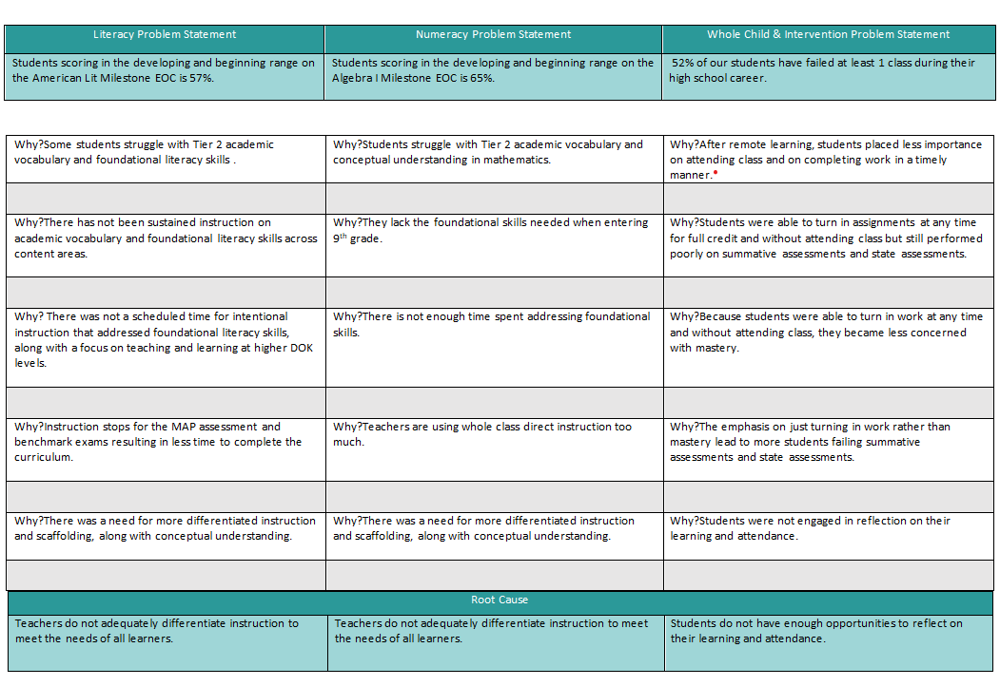 Literacy Problem Statement
Numeracy Problem Statement
Whole Child & Intervention Problem Statement
Students scoring in the developing and beginning range on
the American Lit Milestone EOC is 57%.
Students scoring in the developing and beginning range on the
Algebra I Milestone EOC is 65%.
52% of our students have failed at least 1 class during their
high school career.
Why?Some students struggle with Tier 2 academic
vocabulary and foundational literacy skills .
Why?Students struggle with Tier 2 academic vocabulary and
conceptual understanding in mathematics.
Why?After remote learning, students placed less importance
on attending class and on completing work in a timely
manner.*
Why?There has not been sustained instruction on
academic vocabulary and foundational literacy skills across
content areas.
Why?They lack the foundational skills needed when entering
9th grade.
Why?Students were able to turn in assignments at any time
for full credit and without attending class but still performed
poorly on summative assessments and state assessments.
Why? There was not a scheduled time for intentional
instruction that addressed foundational literacy skills,
along with a focus on teaching and learning at higher DOK
levels.
Why?There is not enough time spent addressing foundational
skills.
Why?Because students were able to turn in work at any time
and without attending class, they became less concerned
with mastery.
Why?Instruction stops for the MAP assessment and
benchmark exams resulting in less time to complete the
curriculum.
Why?Teachers are using whole class direct instruction too
much.
Why?The emphasis on just turning in work rather than
mastery lead to more students failing summative
assessments and state assessments.
Why?There was a need for more differentiated instruction
and scaffolding, along with conceptual understanding.
Why?There was a need for more differentiated instruction
and scaffolding, along with conceptual understanding.
Why?Students were not engaged in reflection on their
learning and attendance.
Root Cause
Teachers do not adequately differentiate instruction to
meet the needs of all learners.
Teachers do not adequately differentiate instruction to meet
the needs of all learners.
Students do not have enough opportunities to reflect on
their learning and attendance.